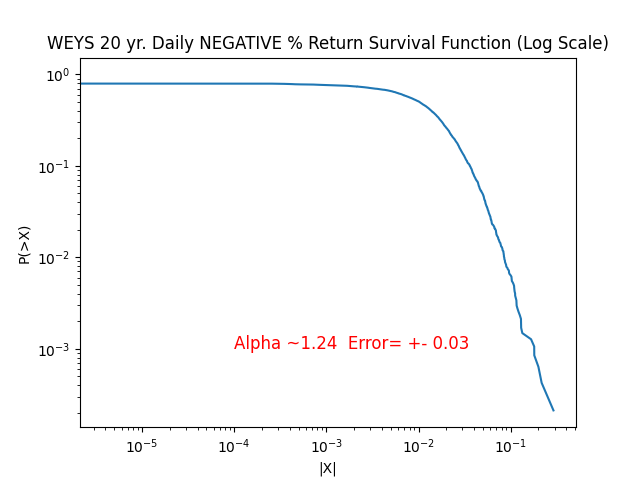 WEYS 20 yr. Daily NEGATIVE % Return Survival Function (Log Scale)
10⁰
10⁻¹
10⁻²
10⁻³
P(>X)
Alpha ~1.24  Error= +- 0.03
10⁻⁵ 10⁻⁴ 10⁻³ 10⁻² 10⁻¹
|X|